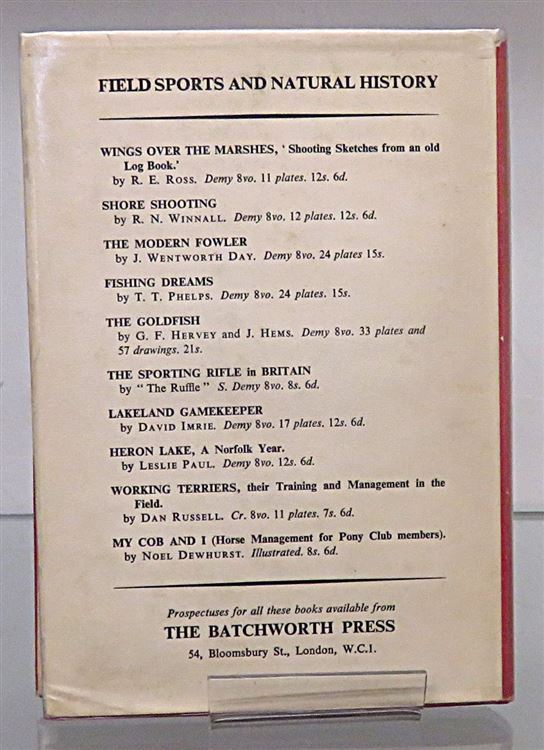 FIELD SPORTS AND NATURAL HISTORY
WINGS OVER THE MARSHES, 'Shooting Sketches from an old
Log Book.'
by R. E. Ross. Demy 8vo. 11 plates. 12s. 6d.
SHORE SHOOTING
by R. N. Winnall. Demy 8vo. 12 plates. 12s. 6d.
THE MODERN FOWLER
by J. Wentworth Day. Demy 8vo. 24 plates 15s.
FISHING DREAMS
by T. T. Phelps. Demy 8vo. 24 plates. 15s.
THE GOLDFISH
by G. F. Hervey and J. Hems. Demy 8vo. 33 plates and
57 drawings. 21s.
THE SPORTING RIFLE in BRITAIN
by "The Ruffle" S. Demy 8vo. 8s. 6d.
LAKELAND GAMEKEEPER
by David Imrie. Demy 8vo. 17 plates. 12s. 6d.
HERON LAKE, A Norfolk Year.
by Leslie Paul. Demy 8vo. 12s. 6d.
WORKING TERRIERS, their Training and Management in the
Field.
by Dan Russell. Cr. 8vo. 11 plates. 7s. 6d.
MY COB AND I (Horse Management for Pony Club members).
by Noel Dewhurst. Illustrated. 8s. 6d.
Prospectuses for all these books available from
THE BATCHWORTH PRESS
54, Bloomsbury St., London, W.C.1.